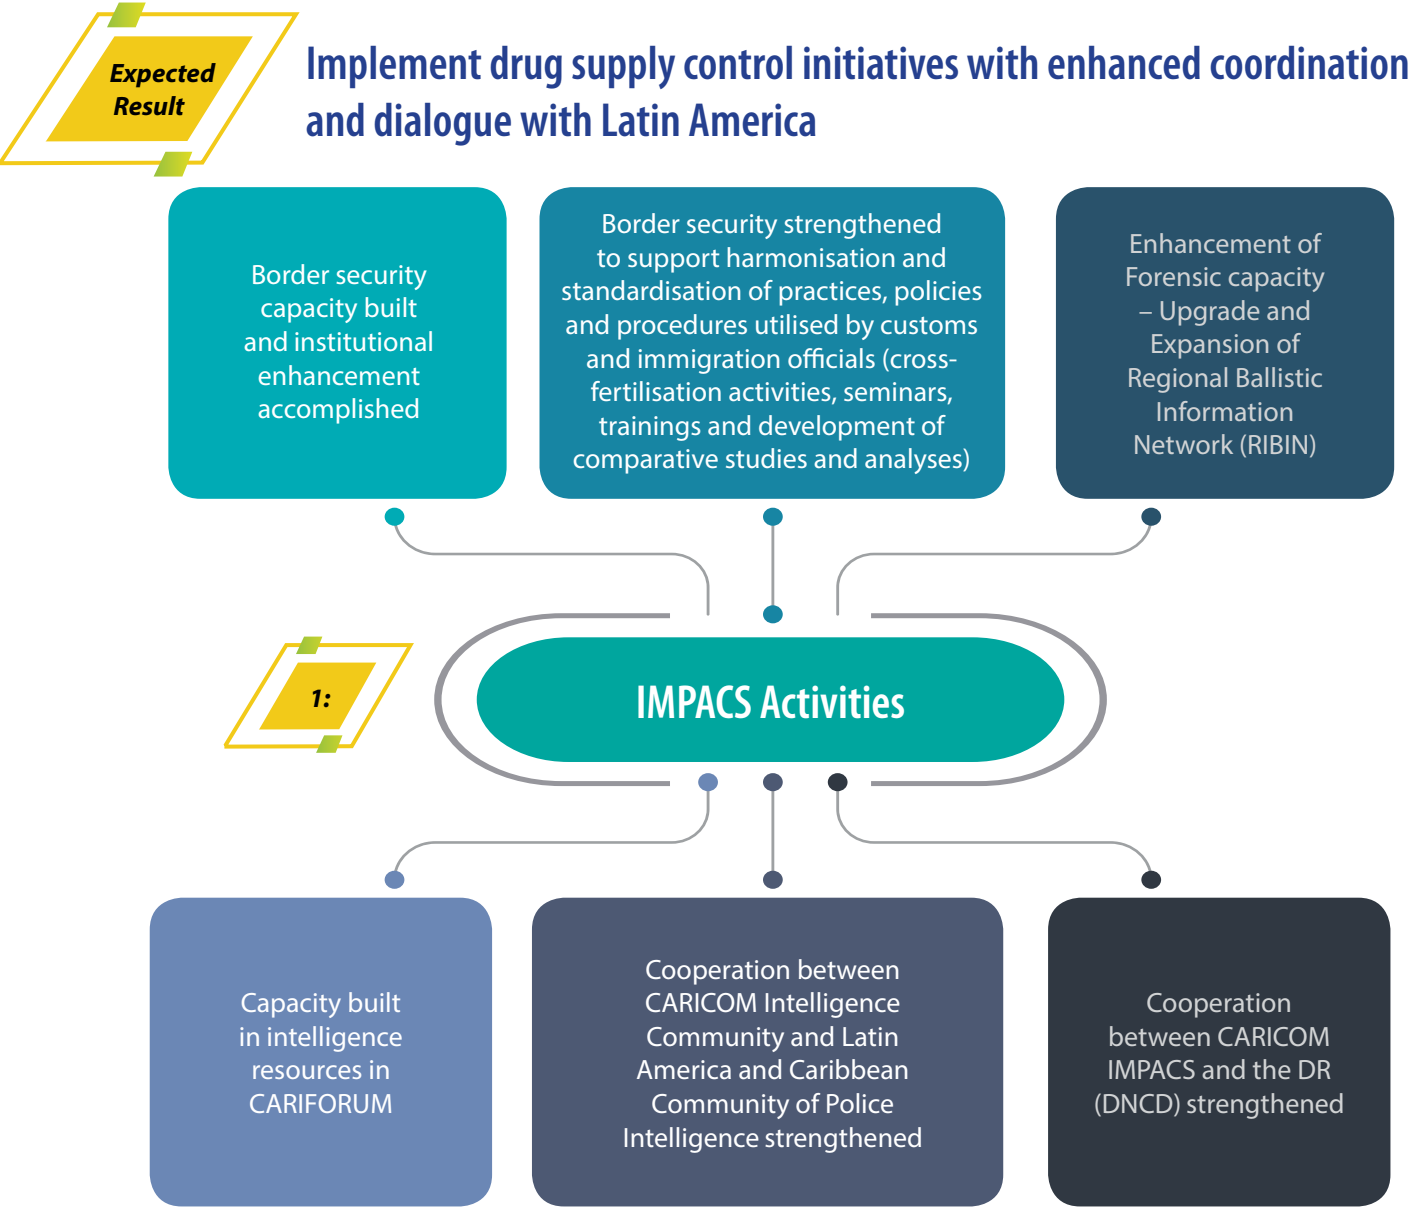 Expected
Result
Implement drug supply control initiatives with enhanced coordination
and dialogue with Latin America
Border security
capacity built
and institutional
enhancement
accomplished
Border security strengthened
to support harmonisation and
standardisation of practices, policies
and procedures utilised by customs
and immigration officials (cross-
fertilisation activities, seminars,
trainings and development of
comparative studies and analyses)
Enhancement of
Forensic capacity
– Upgrade and
Expansion of
Regional Ballistic
Information
Network (RIBIN)
1:
IMPACS Activities
Capacity built
in intelligence
resources in
CARIFORUM
Cooperation between
CARICOM Intelligence
Community and Latin
America and Caribbean
Community of Police
Intelligence strengthened
Cooperation
between CARICOM
IMPACS and the DR
(DNCD) strengthened